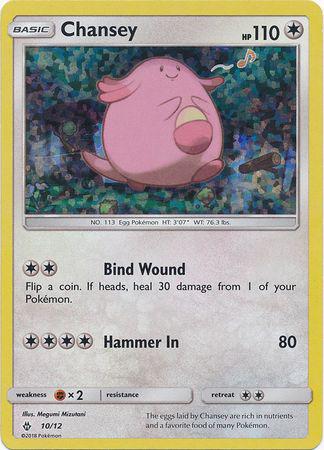 BASIC
Chansey
HP 110
NO. 113 Egg Pokémon HT: 3'07" WT: 76.3 lbs.
Bind Wound
Flip a coin. If heads, heal 30 damage from 1 of your
Pokémon.
Hammer In 80
weakness × 2 resistance retreat
Illus. Megumi Mizutani
10/12
©2018 Pokémon
The eggs laid by Chansey are rich in nutrients
and a favorite food of many Pokémon.